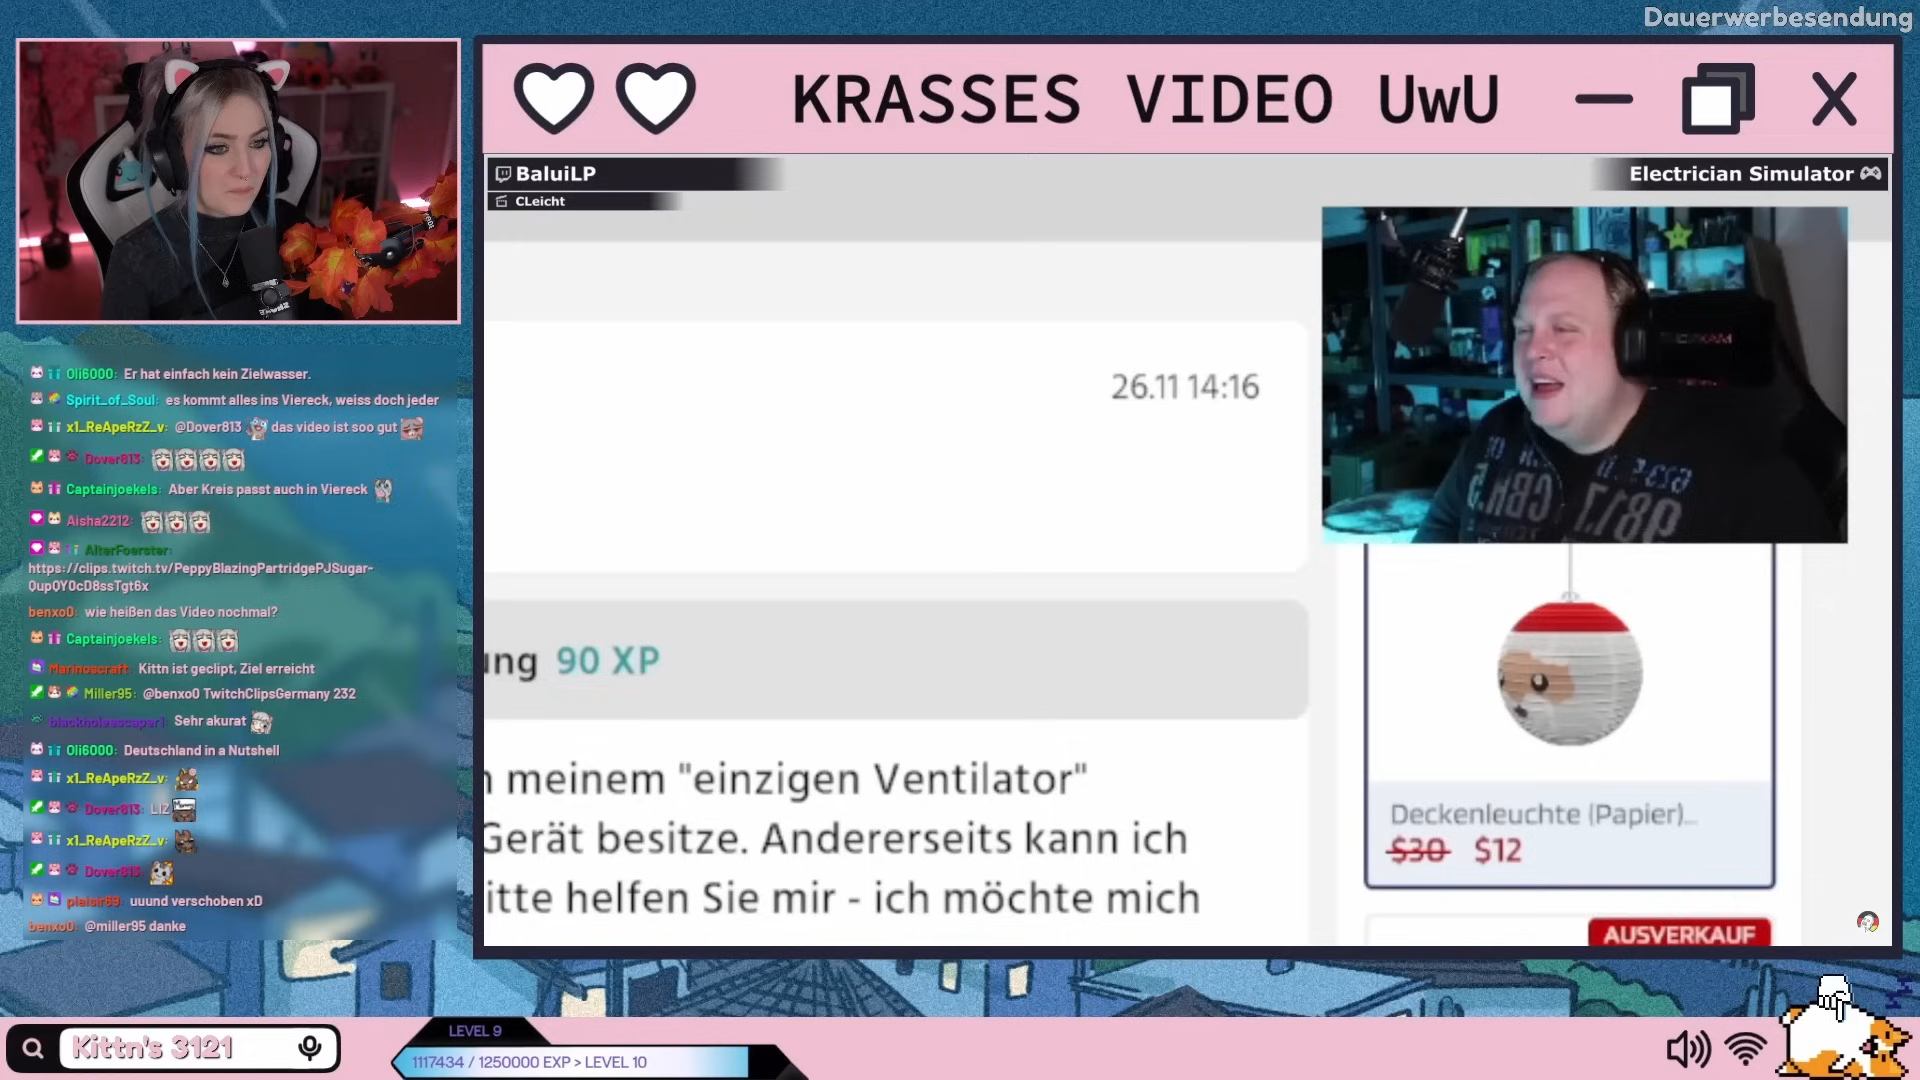 Dauerwerbesendung
KRASSES VIDEO UwU
BaluiLP
CLeicht
Electrician Simulator
26.11 14:16
ung 90 XP
meinem "einzigen Ventilator"
Gerät besitze. Andererseits kann ich
itte helfen Sie mir - ich möchte mich
Deckenleuchte (Papier)...
$30 $12
AUSVERKAUF
Oli6000: Er hat einfach kein Zielwasser.
Spirit_of_Soul: es kommt alles ins Viereck, weiss doch jeder
x1_ReApeRzZ_v: @Dover813 das video ist soo gut
Dover813:
Captainjoekels: Aber Kreis passt auch in Viereck
Aisha2212:
AlterFoerster:
https://clips.twitch.tv/PeppyBlazingPartridgePJSugar-
QupQY0cD8ssTgt6x
benxo0: wie heißen das Video nochmal?
Captainjoekels:
Marinoscraft: Kittn ist geclipt, Ziel erreicht
Miller95: @benxo0 TwitchClipsGermany 232
blackholeescaper1: Sehr akurat
Oli6000: Deutschland in a Nutshell
x1_ReApeRzZ_v:
Dover813: LIZ
x1_ReApeRzZ_v:
Dover813:
plaisir69: uuund verschoben xD
benxo0: @miller95 danke
Kittn's 3121
LEVEL 9
1117434 / 1250000 EXP > LEVEL 10